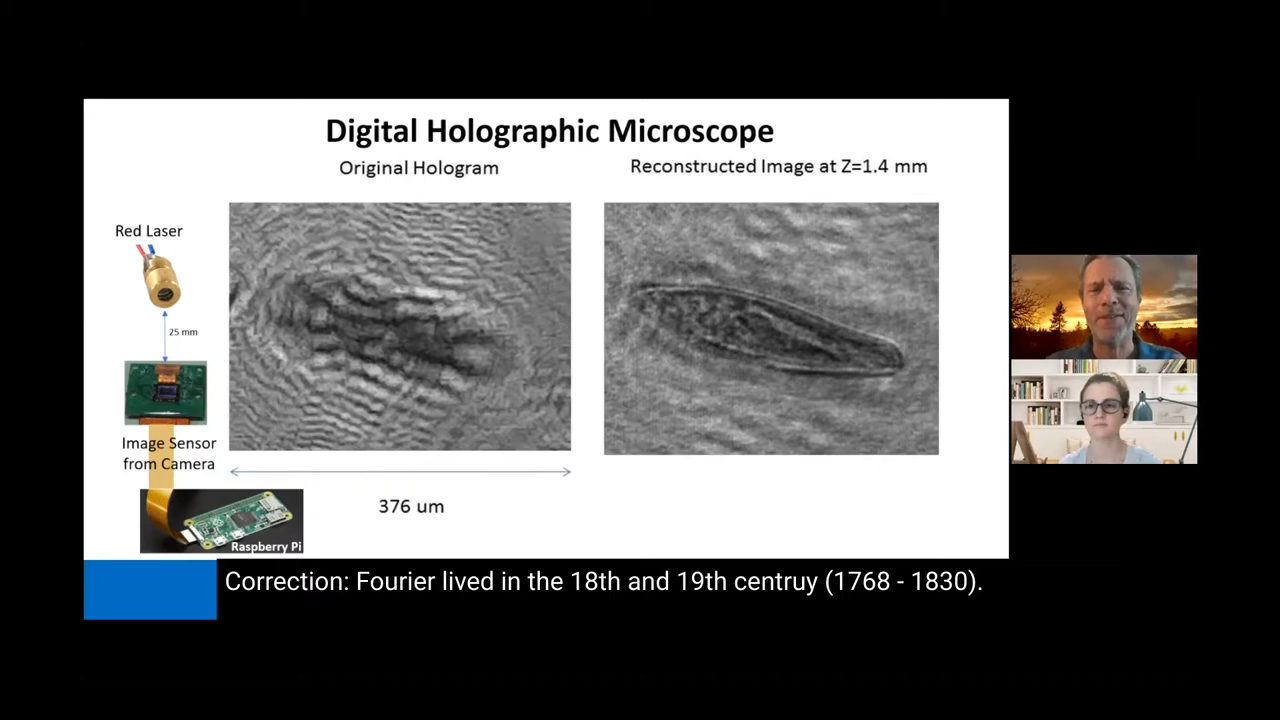 Digital Holographic Microscope
Original Hologram
Reconstructed Image at Z=1.4 mm
Red Laser
25 mm
Image Sensor
from Camera
376 um
Raspberry Pi
Correction: Fourier lived in the 18th and 19th centruy (1768 - 1830).